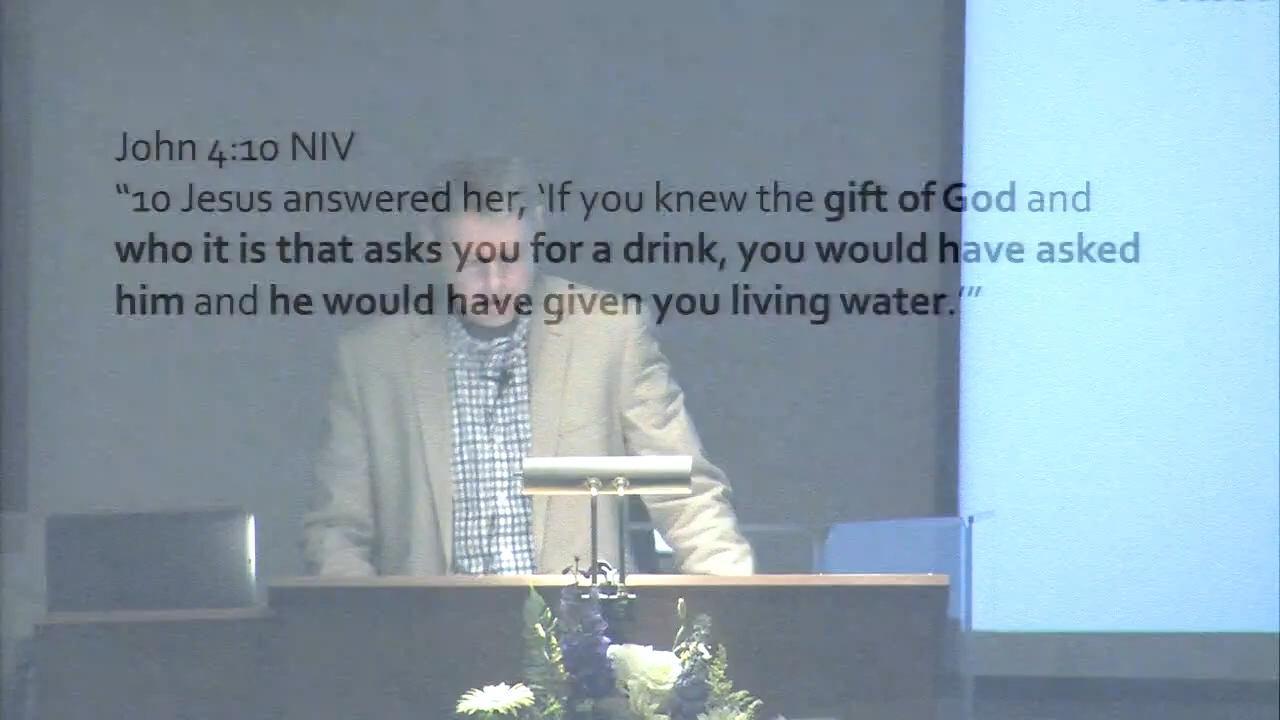 John 4:10 NIV
“10 Jesus answered her, ‘If you knew the gift of God and
who it is that asks you for a drink, you would have asked
him and he would have given you living water.’”